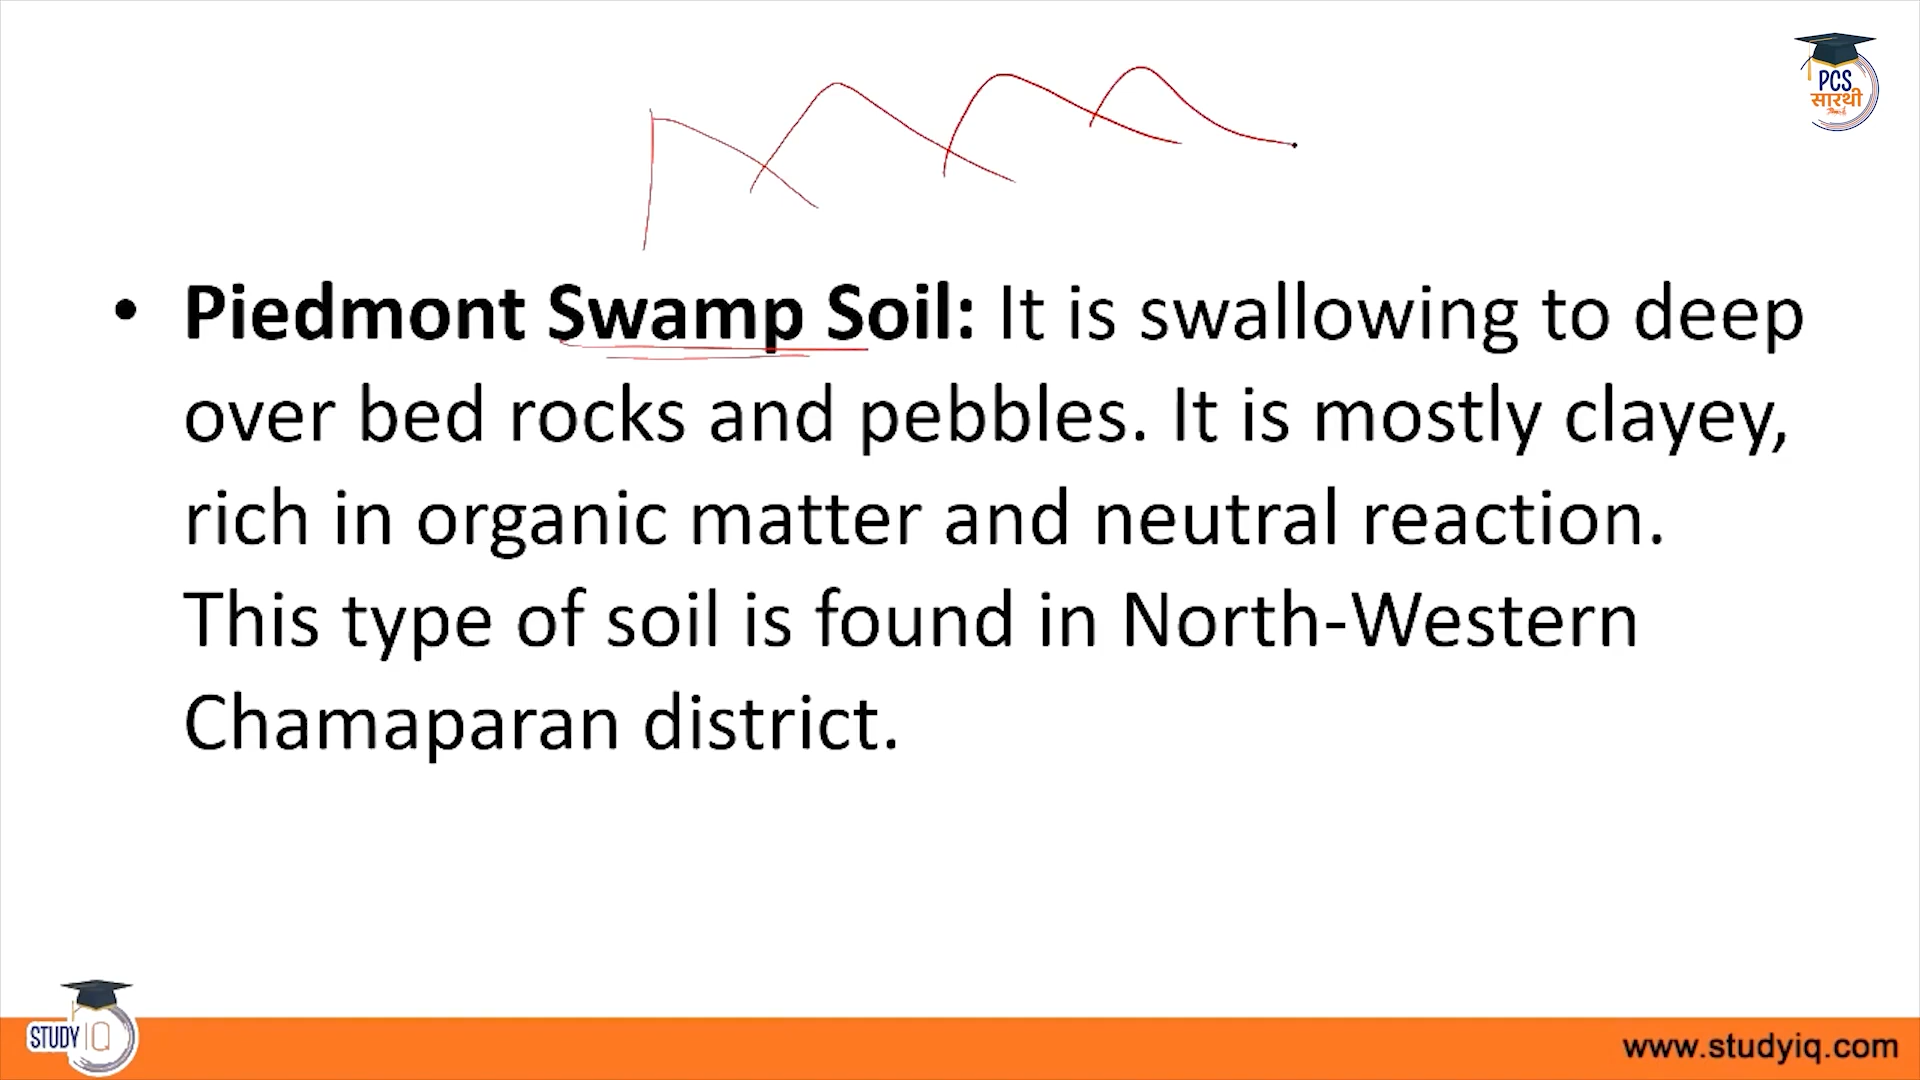 PCS
सारथी
• Piedmont Swamp Soil: It is swallowing to deep
over bed rocks and pebbles. It is mostly clayey,
rich in organic matter and neutral reaction.
This type of soil is found in North-Western
Chamaparan district.
STUDY IQ
www.studyiq.com